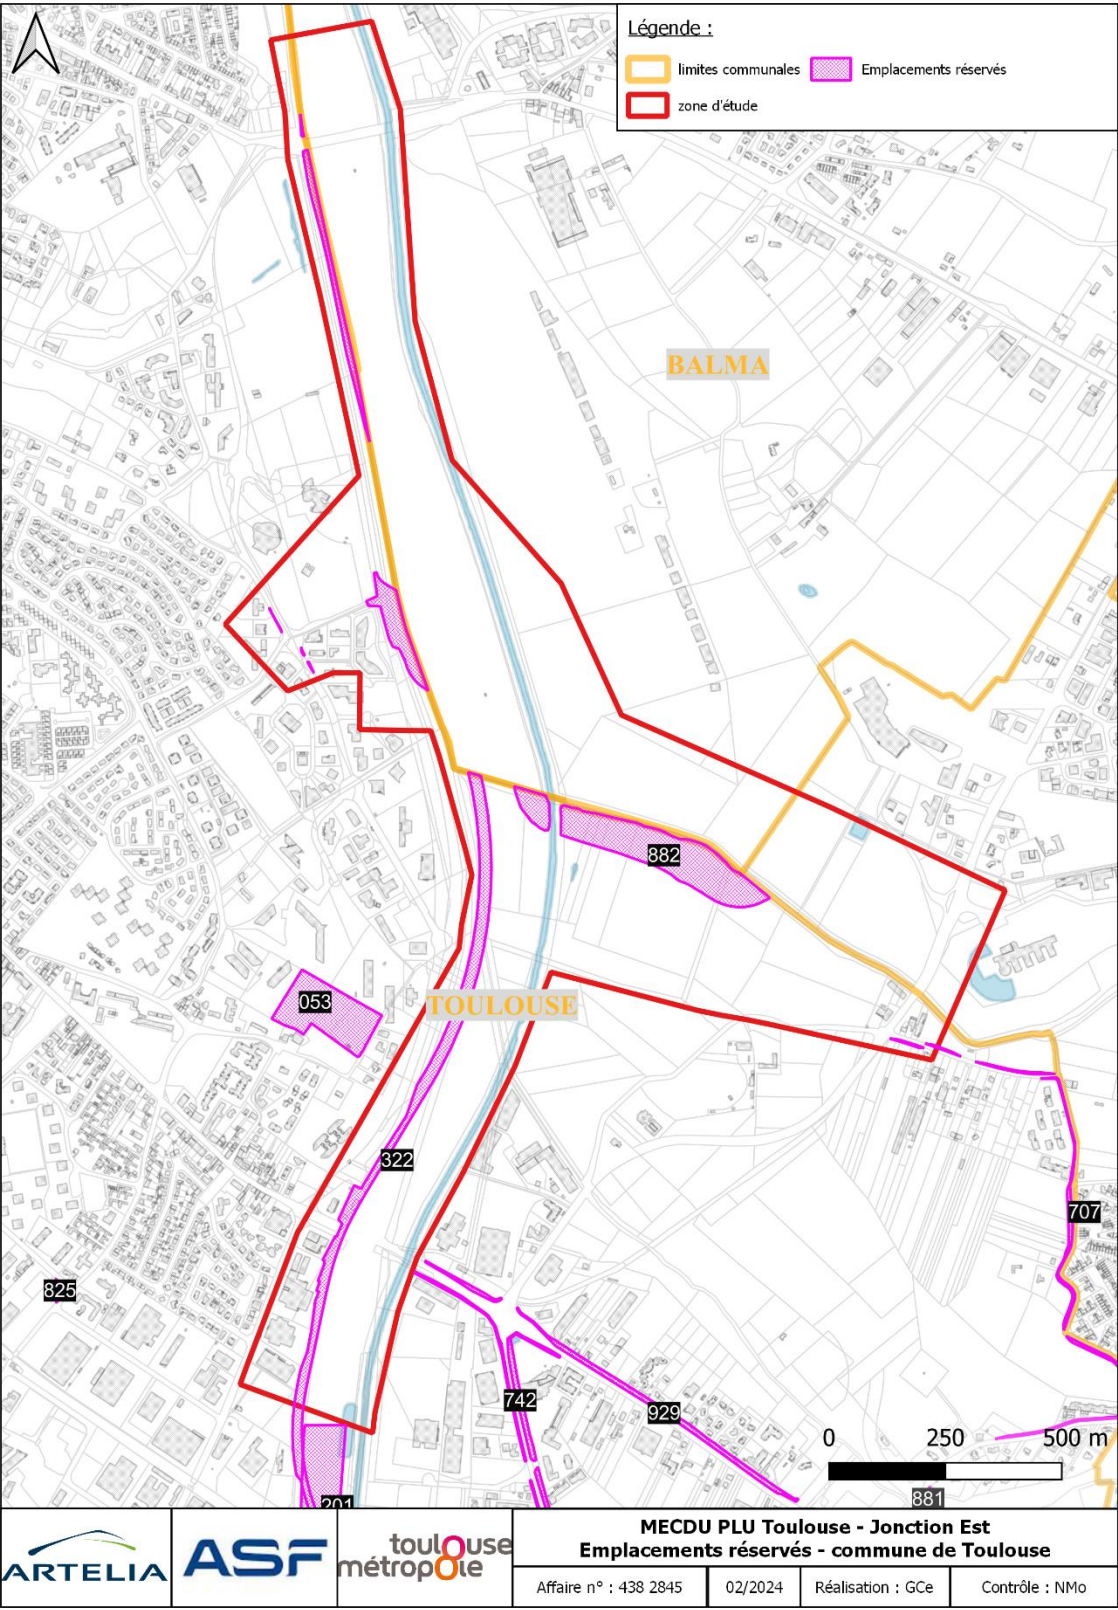 Légende :
limites communales
Emplacements réservés
zone d'étude
BALMA
882
053
TOULOUSE
322
707
825
742
929
0 250 500 m
201
881
ARTELIA
ASF
toulouse
métropole
MECDU PLU Toulouse - Jonction Est
Emplacements réservés - commune de Toulouse
Affaire n° : 438 2845
02/2024
Réalisation : GCe
Contrôle : NMo